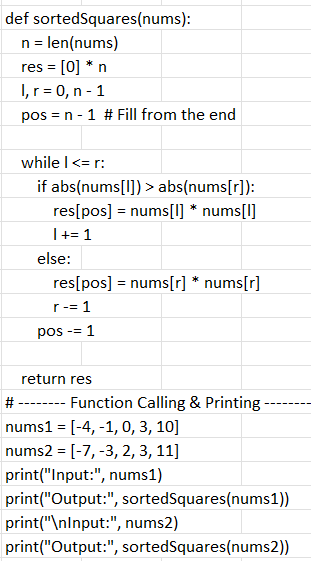 def sortedSquares(nums):
    n = len(nums)
    res = [0] * n
    l, r = 0, n - 1
    pos = n - 1  # Fill from the end
    while l <= r:
        if abs(nums[l]) > abs(nums[r]):
            res[pos] = nums[l] * nums[l]
            l += 1
        else:
            res[pos] = nums[r] * nums[r]
            r -= 1
        pos -= 1
    return res
# -------- Function Calling & Printing --------
nums1 = [-4, -1, 0, 3, 10]
nums2 = [-7, -3, 2, 3, 11]
print("Input:", nums1)
print("Output:", sortedSquares(nums1))
print("\nInput:", nums2)
print("Output:", sortedSquares(nums2))